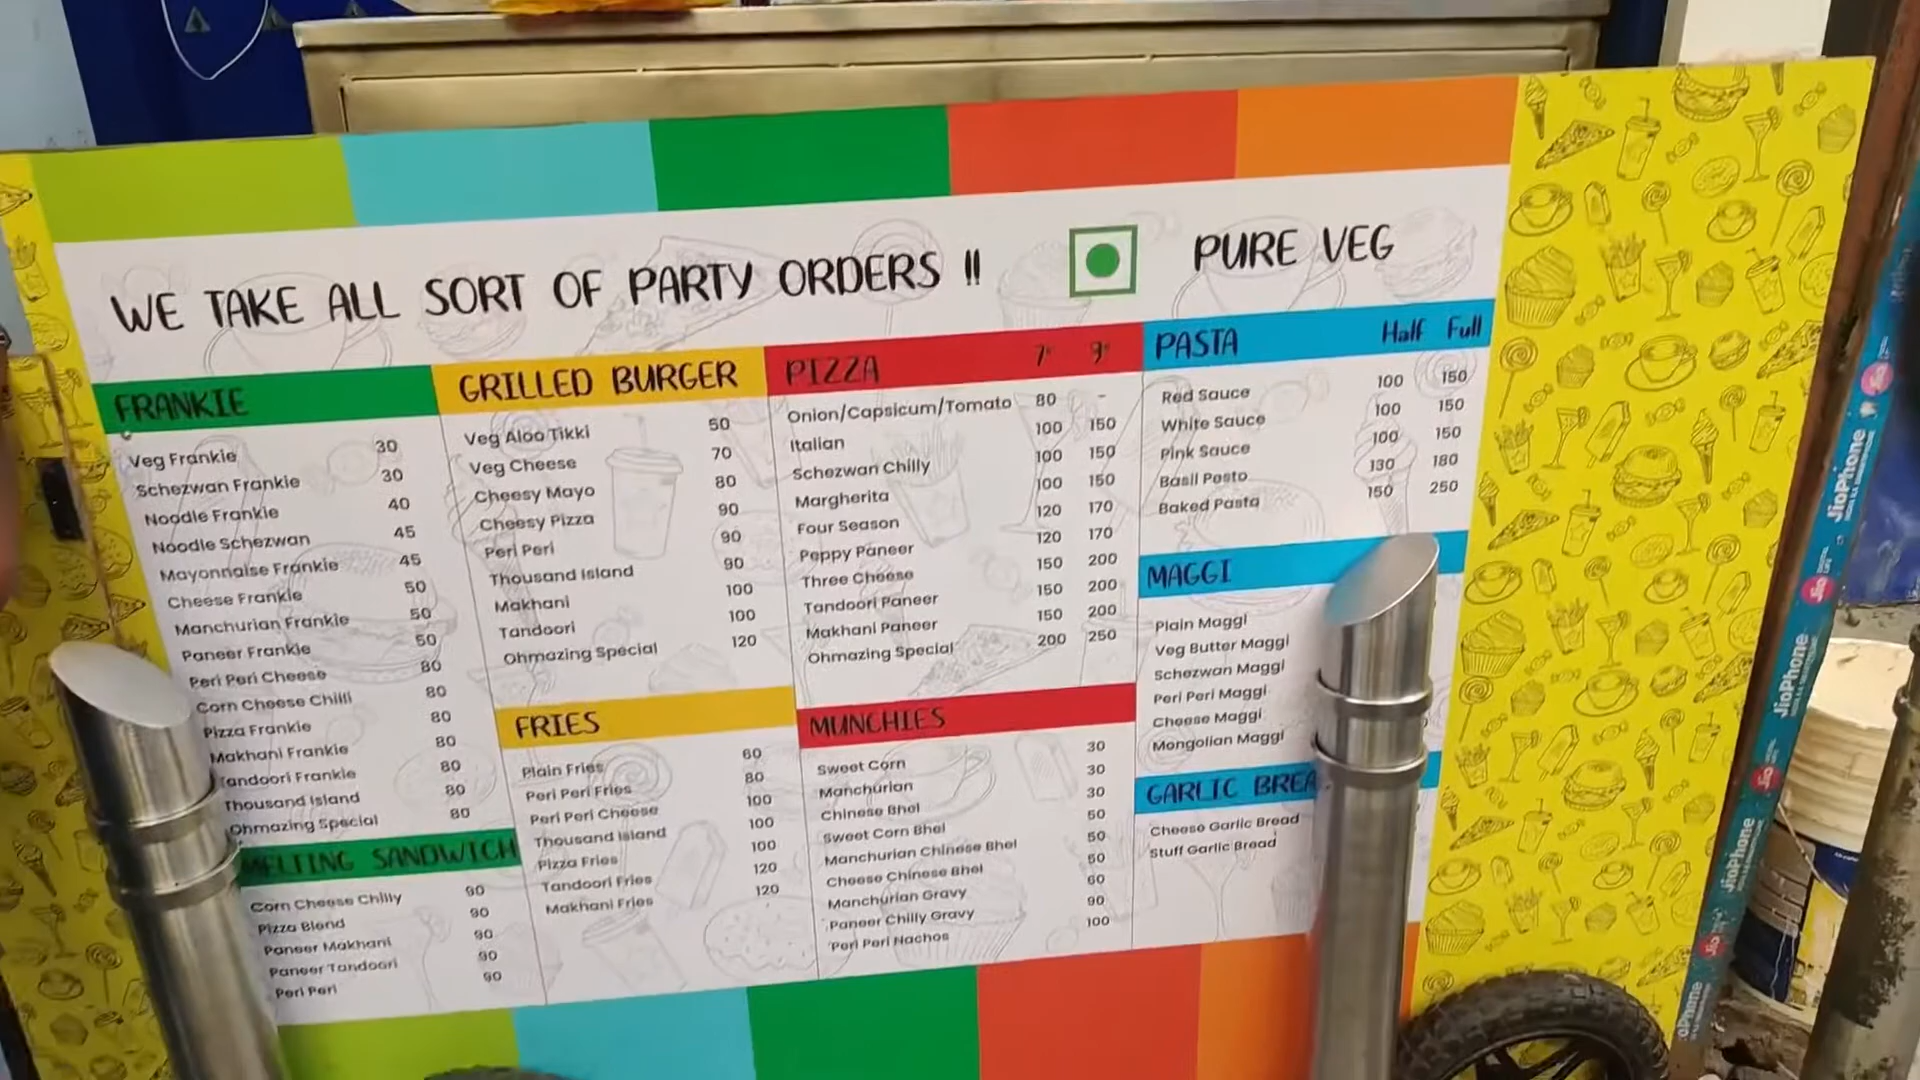 WE TAKE ALL SORT OF PARTY ORDERS !!
PURE VEG
FRANKIE
Veg Frankie 30
Schezwan Frankie 30
Noodle Frankie 40
Noodle Schezwan 45
Mayonnaise Frankie 45
Cheese Frankie 50
Manchurian Frankie 50
Paneer Frankie 50
Peri Peri Cheese 80
Corn Cheese Chilli 80
Pizza Frankie 80
Makhani Frankie 80
Tandoori Frankie 80
Thousand Island 80
Ohmazing Special 80
MELTING SANDWICH
Corn Cheese Chilly 90
Pizza Blend 90
Paneer Makhani 90
Paneer Tandoori 90
Peri Peri 90
GRILLED BURGER
Veg Aloo Tikki 50
Veg Cheese 70
Cheesy Mayo 80
Cheesy Pizza 90
Peri Peri 90
Thousand Island 90
Makhani 100
Tandoori 100
Ohmazing Special 120
FRIES
Plain Fries 60
Peri Peri Fries 80
Peri Peri Cheese 100
Thousand Island 100
Pizza Fries 100
Tandoori Fries 120
Makhani Fries 120
PIZZA 7" 9"
Onion/Capsicum/Tomato 80 -
Italian 100 150
Schezwan Chilly 100 150
Margherita 100 150
Four Season 120 170
Peppy Paneer 120 170
Three Cheese 150 200
Tandoori Paneer 150 200
Makhani Paneer 150 200
Ohmazing Special 200 250
MUNCHIES
Sweet Corn 30
Manchurian 30
Chinese Bhel 30
Sweet Corn Bhel 50
Manchurian Chinese Bhel 50
Cheese Chinese Bhel 50
Manchurian Gravy 60
Paneer Chilly Gravy 90
Peri Peri Nachos 100
PASTA Half Full
Red Sauce 100 150
White Sauce 100 150
Pink Sauce 100 150
Basil Pasta 130 180
Baked Pasta 150 250
MAGGI
Plain Maggi
Veg Butter Maggi
Schezwan Maggi
Peri Peri Maggi
Cheese Maggi
Mongolian Maggi
GARLIC BREA
Cheese Garlic Bread
Stuff Garlic Bread
JioPhone
Jio
JioPhone
Jio
JioPhone
Jio
JioPhone